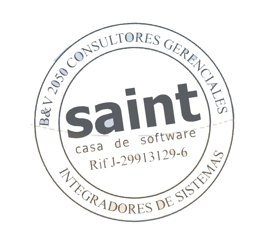 B&V 2050 CONSULTORES GERENCIALES
saint
casa de software
Rif J-29913129-6
INTEGRADORES DE SISTEMAS